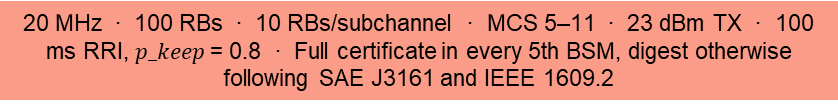 20 MHz · 100 RBs · 10 RBs/subchannel · MCS 5–11 · 23 dBm TX · 100
ms RRI, p_keep = 0.8 · Full certificate in every 5th BSM, digest otherwise
following SAE J3161 and IEEE 1609.2